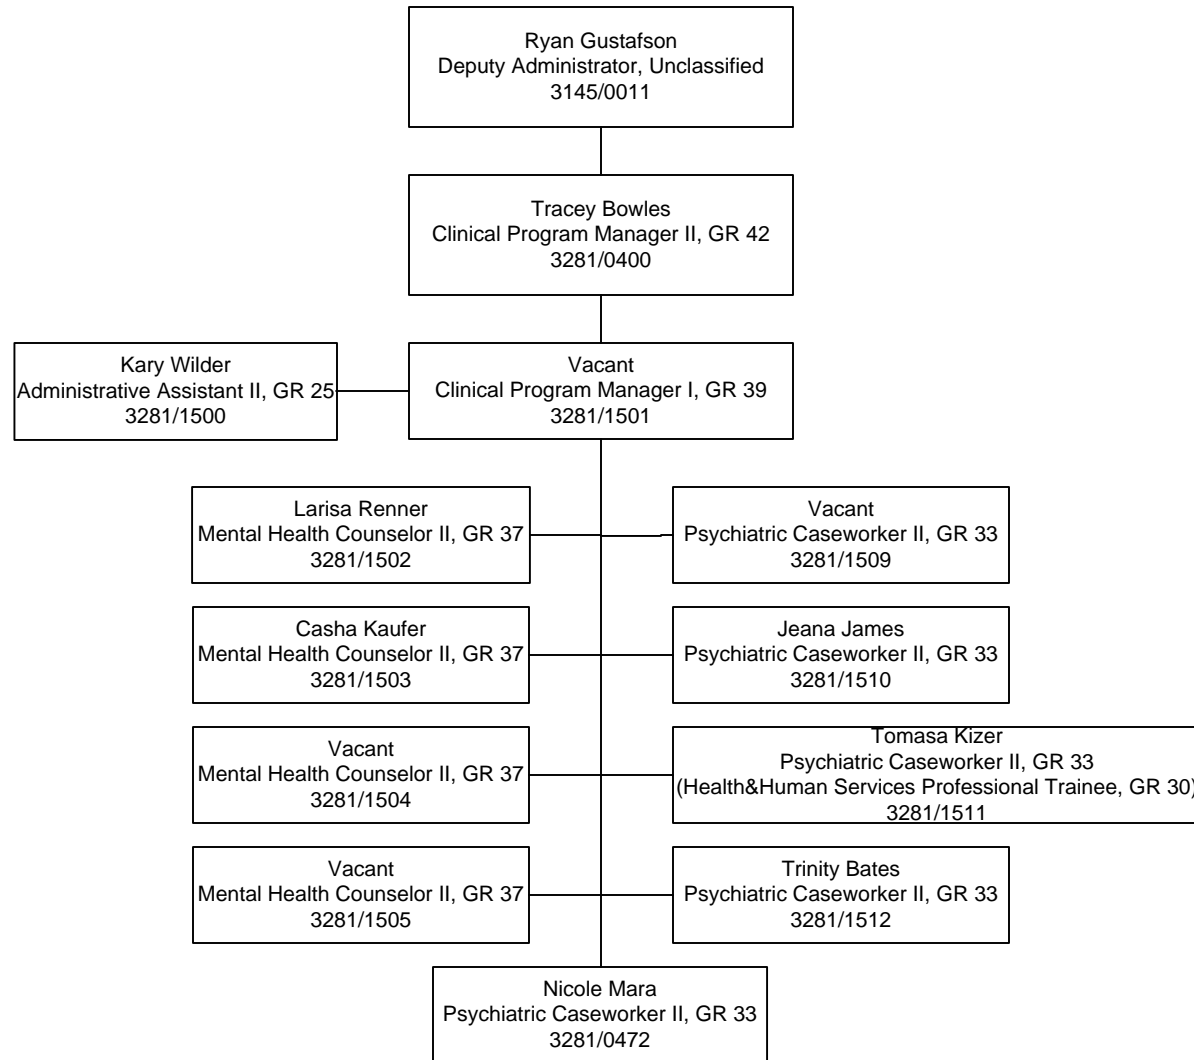 Ryan Gustafson
Deputy Administrator, Unclassified
3145/0011
Tracey Bowles
Clinical Program Manager II, GR 42
3281/0400
Kary Wilder
Administrative Assistant II, GR 25
3281/1500
Vacant
Clinical Program Manager I, GR 39
3281/1501
Larisa Renner
Mental Health Counselor II, GR 37
3281/1502
Vacant
Psychiatric Caseworker II, GR 33
3281/1509
Casha Kaufer
Mental Health Counselor II, GR 37
3281/1503
Jeana James
Psychiatric Caseworker II, GR 33
3281/1510
Vacant
Mental Health Counselor II, GR 37
3281/1504
Tomasa Kizer
Psychiatric Caseworker II, GR 33
(Health&Human Services Professional Trainee, GR 30)
3281/1511
Vacant
Mental Health Counselor II, GR 37
3281/1505
Trinity Bates
Psychiatric Caseworker II, GR 33
3281/1512
Nicole Mara
Psychiatric Caseworker II, GR 33
3281/0472